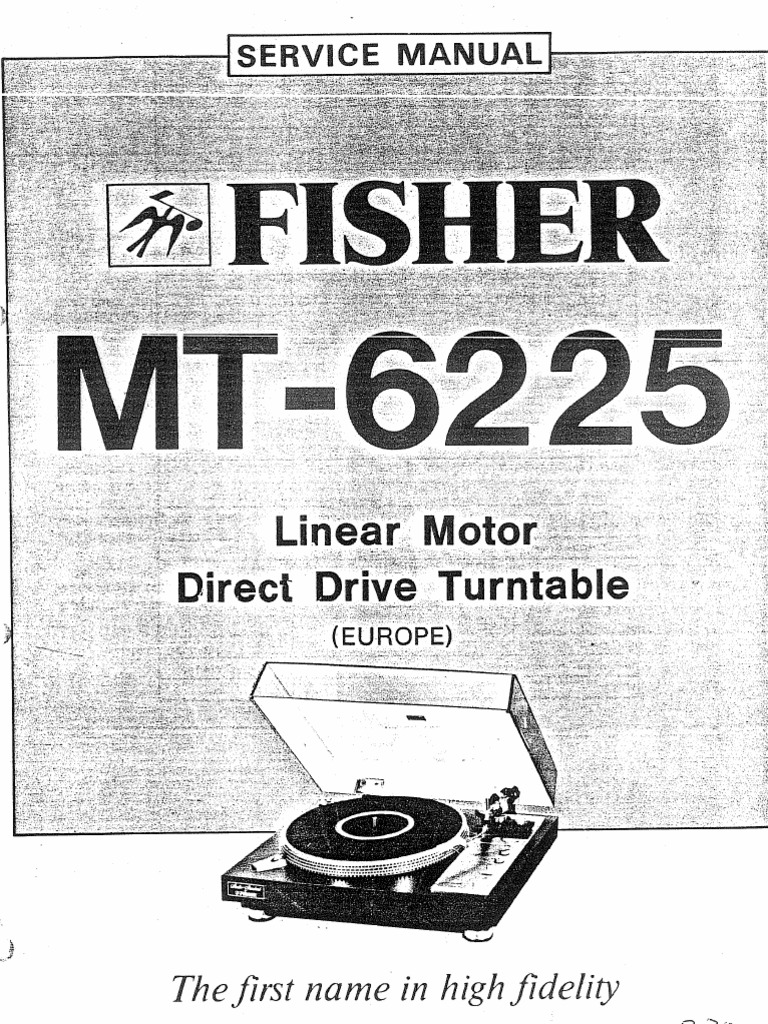 SERVICE MANUAL
FISHER
MT-6225
Linear Motor
Direct Drive Turntable
(EUROPE)
The first name in high fidelity